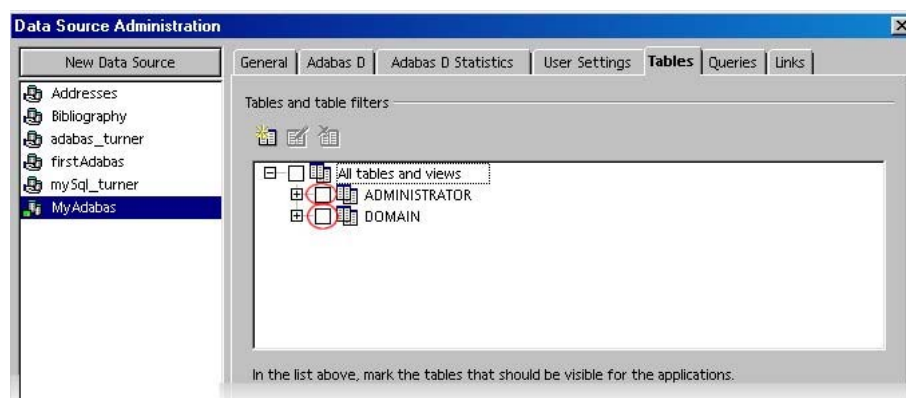 Data Source Administration
New Data Source
Addresses
Bibliography
adabas_turner
firstAdabas
mySql_turner
MyAdabas
General
Adabas D
Adabas D Statistics
User Settings
Tables
Queries
Links
Tables and table filters
All tables and views
ADMINISTRATOR
DOMAIN
In the list above, mark the tables that should be visible for the applications.